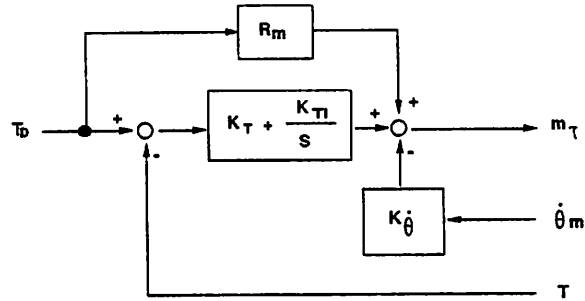 Rm
+
TD + KT + KTI / S + mτ
- -
Kθ̇ θ̇m
T